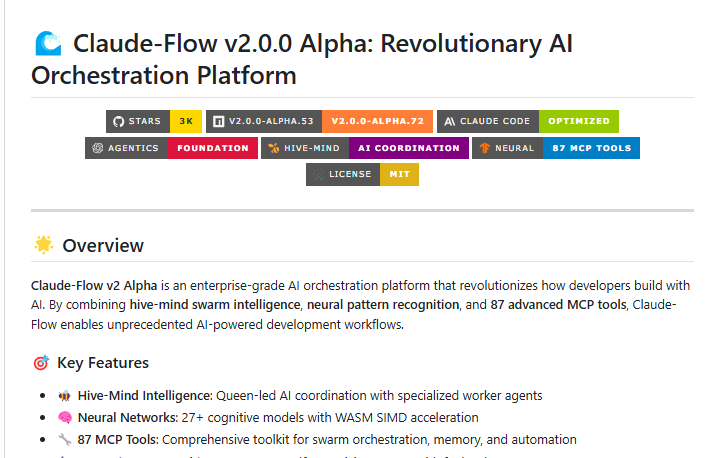 Claude-Flow v2.0.0 Alpha: Revolutionary AI
Orchestration Platform
STARS 3K V2.0.0-ALPHA.53 V2.0.0-ALPHA.72 CLAUDE CODE OPTIMIZED
AGENTICS FOUNDATION HIVE-MIND AI COORDINATION NEURAL 87 MCP TOOLS
LICENSE MIT
Overview
Claude-Flow v2 Alpha is an enterprise-grade AI orchestration platform that revolutionizes how developers build with
AI. By combining hive-mind swarm intelligence, neural pattern recognition, and 87 advanced MCP tools, Claude-
Flow enables unprecedented AI-powered development workflows.
Key Features
Hive-Mind Intelligence: Queen-led AI coordination with specialized worker agents
Neural Networks: 27+ cognitive models with WASM SIMD acceleration
87 MCP Tools: Comprehensive toolkit for swarm orchestration, memory, and automation